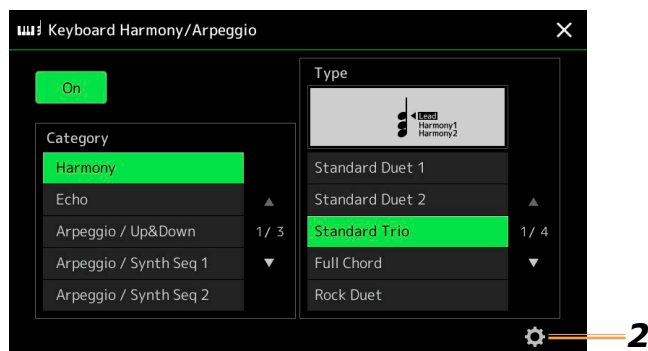 Keyboard Harmony/Arpeggio
On
Category
Harmony
Echo
Arpeggio / Up&Down
Arpeggio / Synth Seq 1
Arpeggio / Synth Seq 2
1/ 3
Type
Lead
Harmony1
Harmony2
Standard Duet 1
Standard Duet 2
Standard Trio
Full Chord
Rock Duet
1/ 4
2